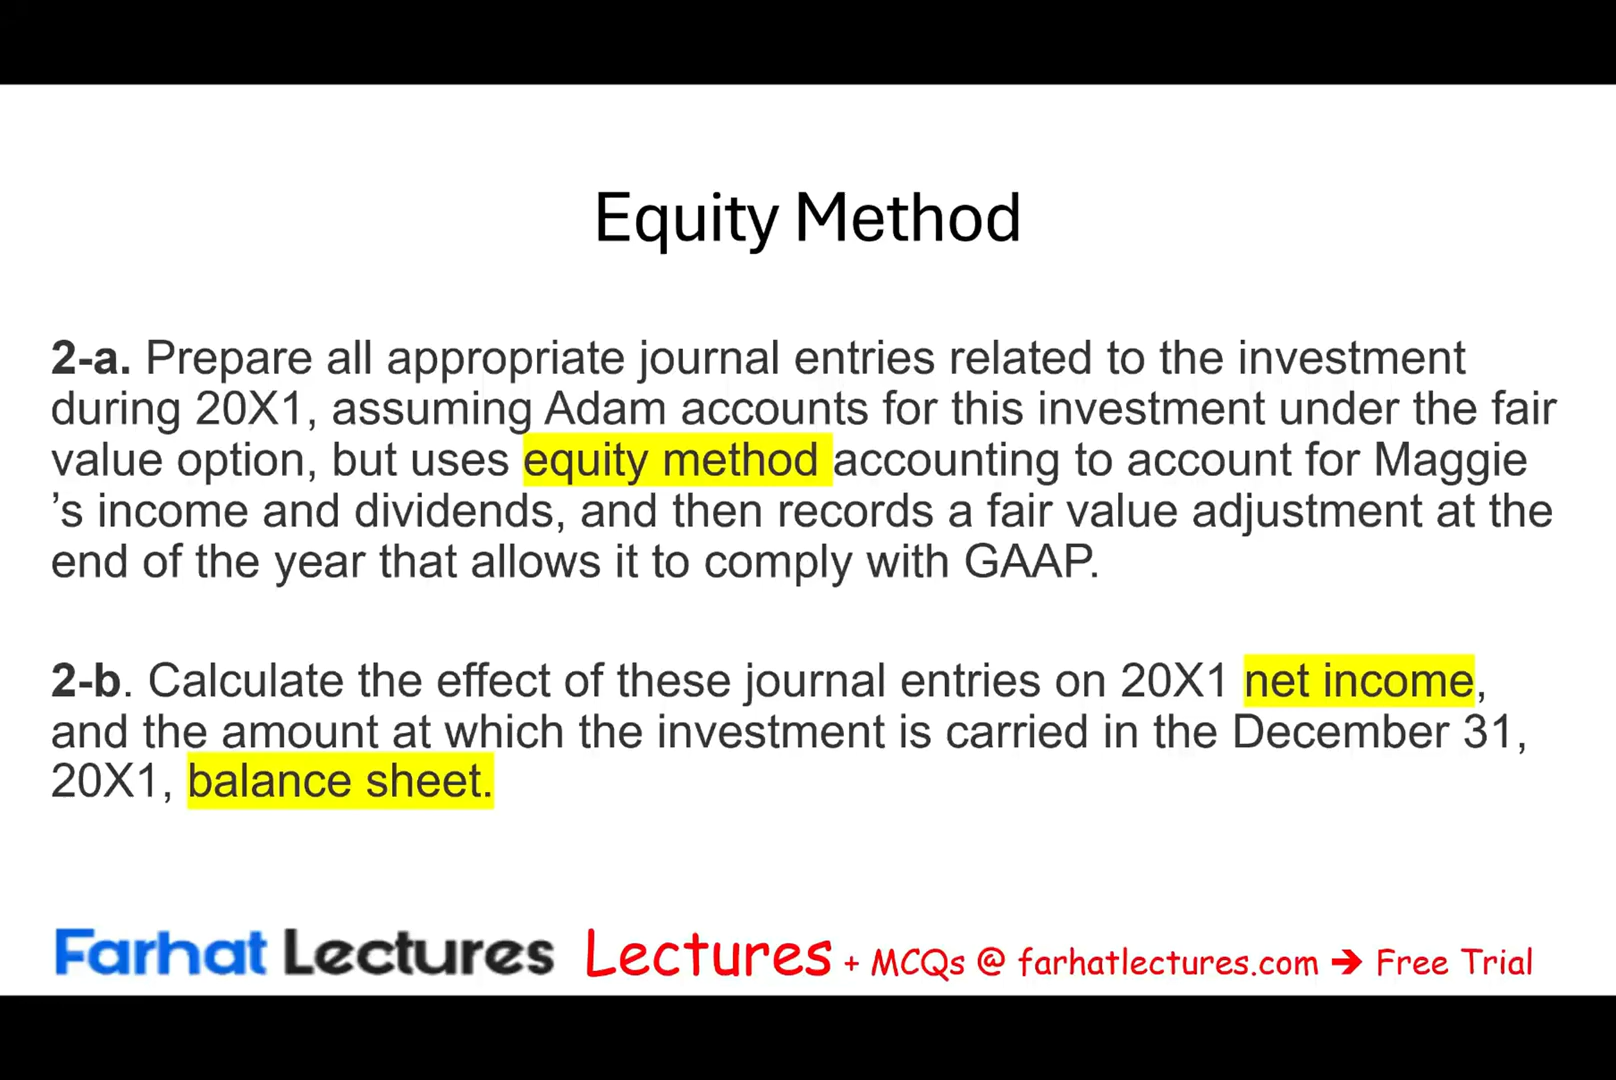 Equity Method
2-a. Prepare all appropriate journal entries related to the investment
during 20X1, assuming Adam accounts for this investment under the fair
value option, but uses equity method accounting to account for Maggie
’s income and dividends, and then records a fair value adjustment at the
end of the year that allows it to comply with GAAP.
2-b. Calculate the effect of these journal entries on 20X1 net income,
and the amount at which the investment is carried in the December 31,
20X1, balance sheet.
Farhat Lectures Lectures + MCQs @ farhatlectures.com ➔ Free Trial